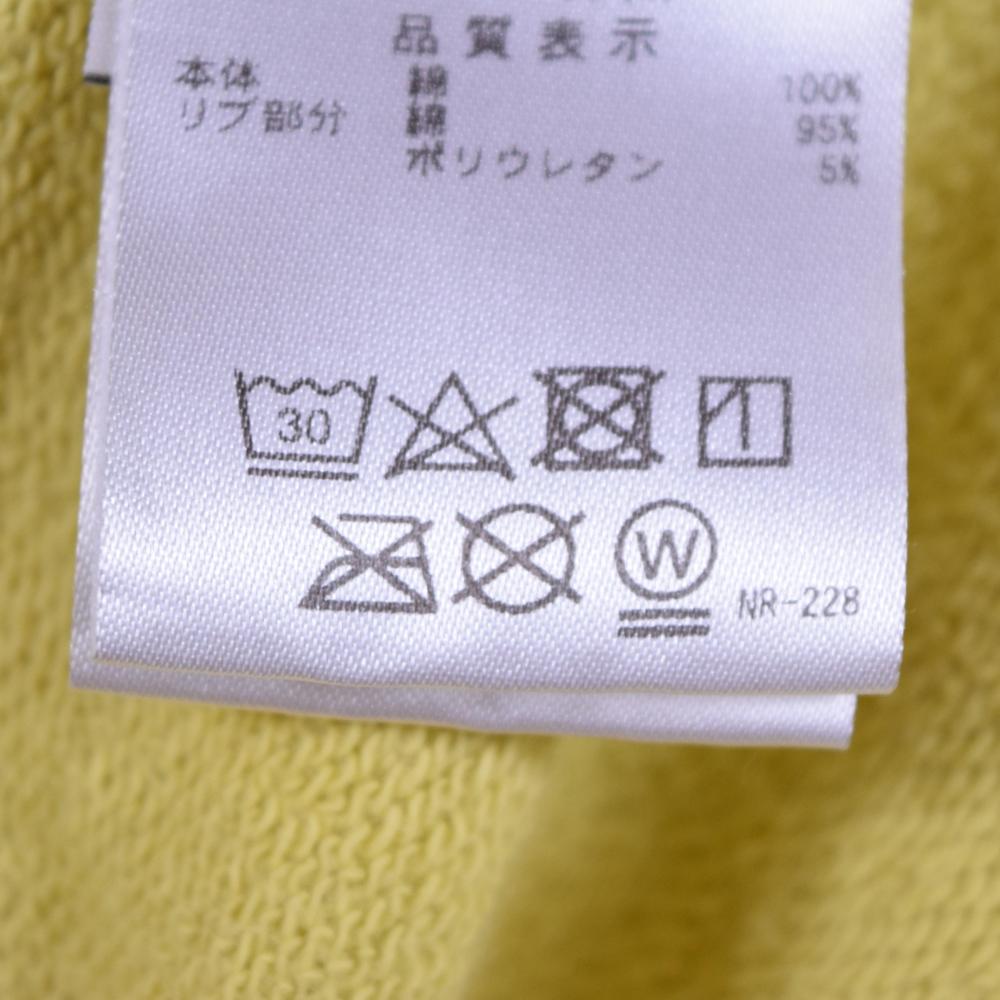 品質表示
本体 綿 100%
リブ部分 綿 95%
ポリウレタン 5%
30
W
NR-228